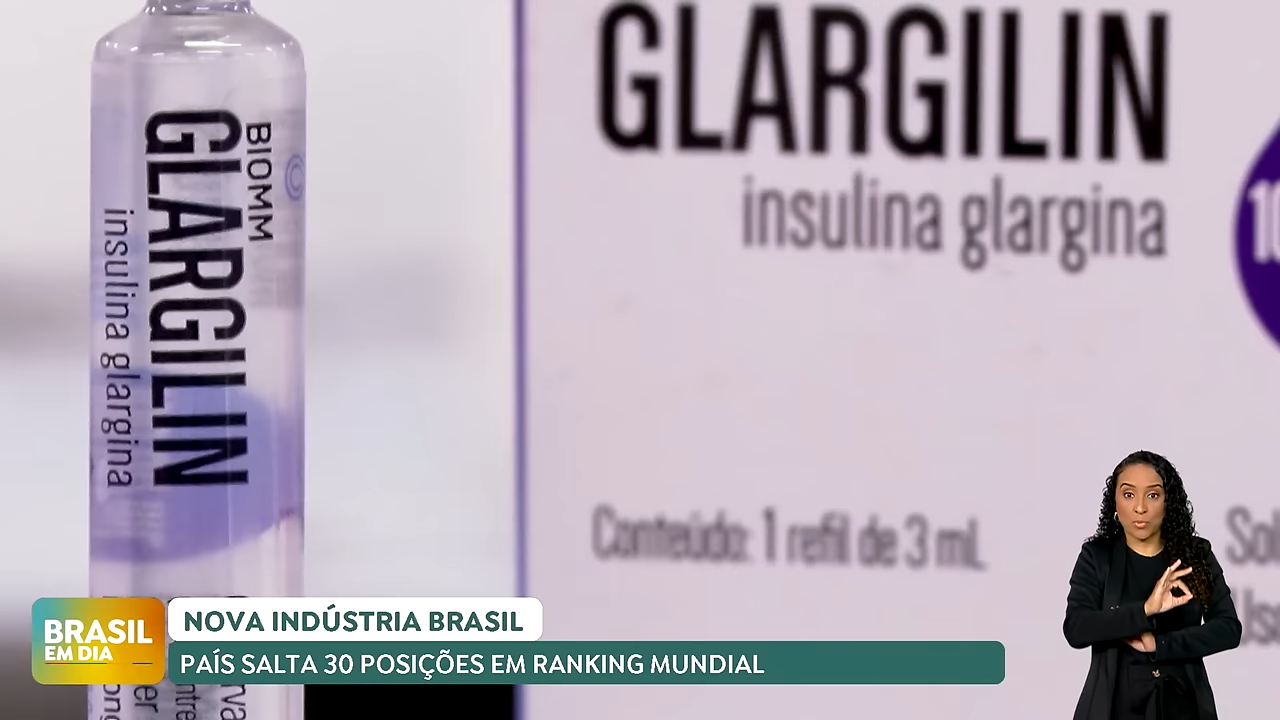 BIOMM
GLARGILIN
insulina glargina
GLARGILIN
insulina glargina
10
Conteúdo: 1 refil de 3 mL
NOVA INDÚSTRIA BRASIL
BRASIL
EM DIA
PAÍS SALTA 30 POSIÇÕES EM RANKING MUNDIAL